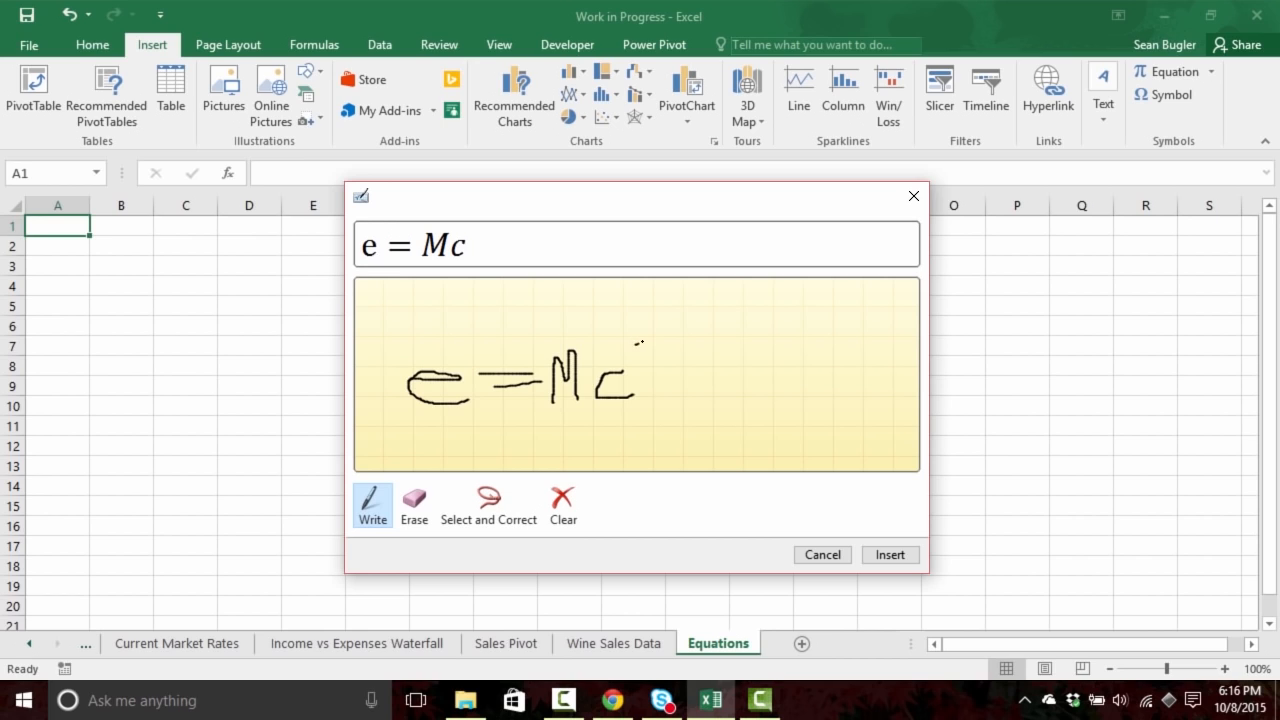 Work in Progress - Excel
File Home Insert Page Layout Formulas Data Review View Developer Power Pivot Tell me what you want to do... Sean Bugler Share
PivotTable Recommended PivotTables Table
Pictures Online Pictures
Store
My Add-ins
Recommended Charts
PivotChart
3D Map
Line Column Win/Loss
Slicer Timeline
Hyperlink
A
Text
π Equation
Ω Symbol
Tables Illustrations Add-ins Charts Tours Sparklines Filters Links Symbols
A1 fx
A B C D E O P Q R S
1
2
3
4
5
6
7
8
9
10
11
12
13
14
15
16
17
18
19
20
21
e = Mc
e=Mc
Write Erase Select and Correct Clear
Cancel Insert
... Current Market Rates Income vs Expenses Waterfall Sales Pivot Wine Sales Data Equations
Ready 100%
Ask me anything
6:16 PM
10/8/2015